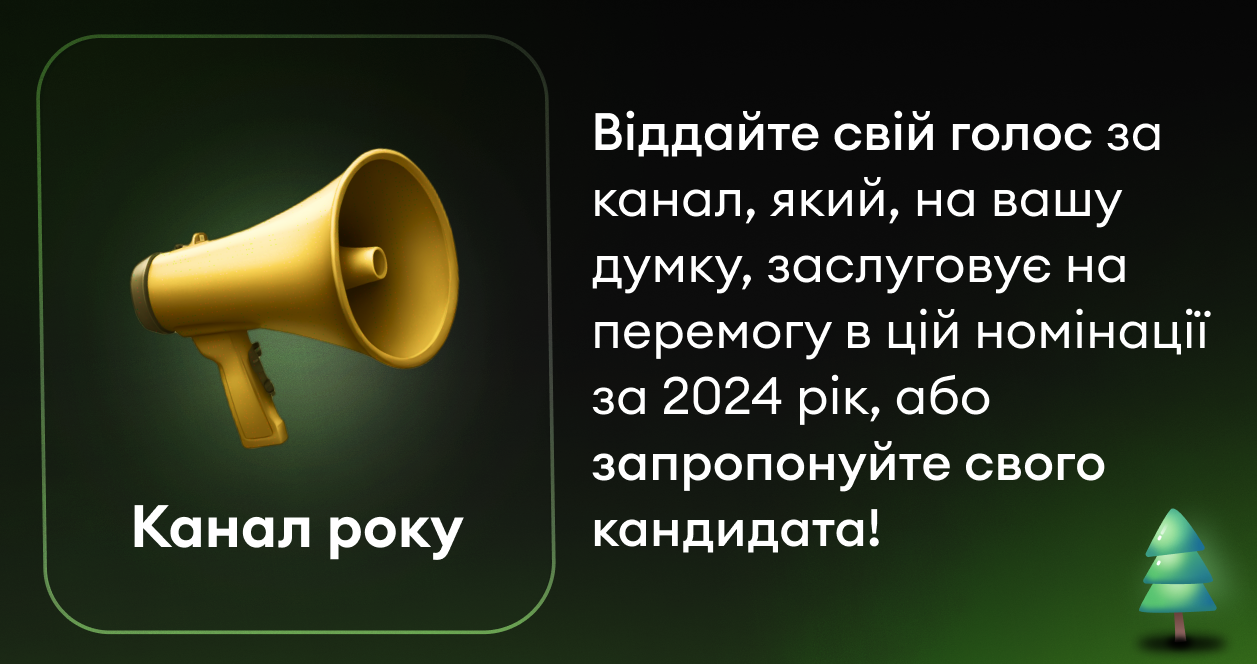 Канал року
Віддайте свій голос за
канал, який, на вашу
думку, заслуговує на
перемогу в цій номінації
за 2024 рік, або
запропонуйте свого
кандидата!